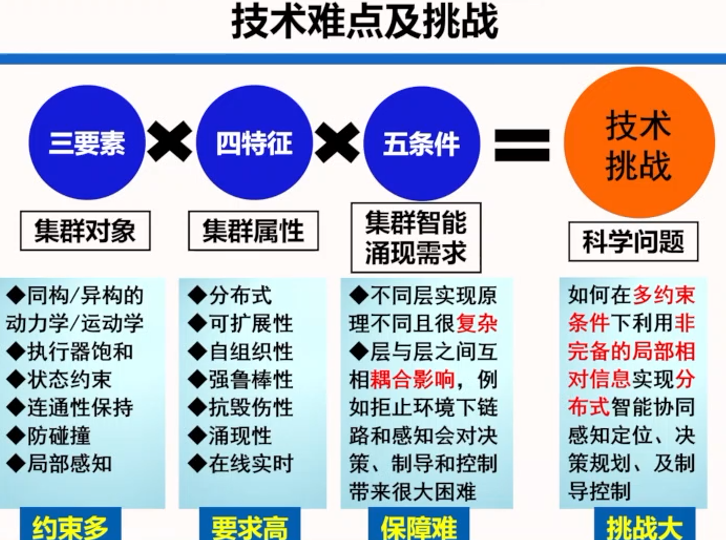 技术难点及挑战
三要素
四特征
五条件
技术
挑战
集群对象
集群属性
集群智能
涌现需求
科学问题
◆同构/异构的
动力学/运动学
◆执行器饱和
◆状态约束
◆连通性保持
◆防碰撞
◆局部感知
◆分布式
◆可扩展性
◆自组织性
◆强鲁棒性
◆抗毁伤性
◆涌现性
◆在线实时
◆不同层实现原
理不同且很复杂
◆层与层之间互
相耦合影响，例
如拒止环境下链
路和感知会对决
策、制导和控制
带来很大困难
如何在多约束
条件下利用非
完备的局部相
对信息实现分
布式智能协同
感知定位、决
策规划、及制
导控制
约束多
要求高
保障难
挑战大